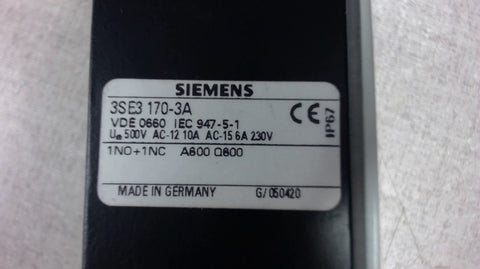 SIEMENS
3SE3 170-3A
VDE 0660 IEC 947-5-1
Ue 500V AC-12 10A AC-15 6A 230V
1NO+1NC A600 Q600
CE
IP67
MADE IN GERMANY G/050420